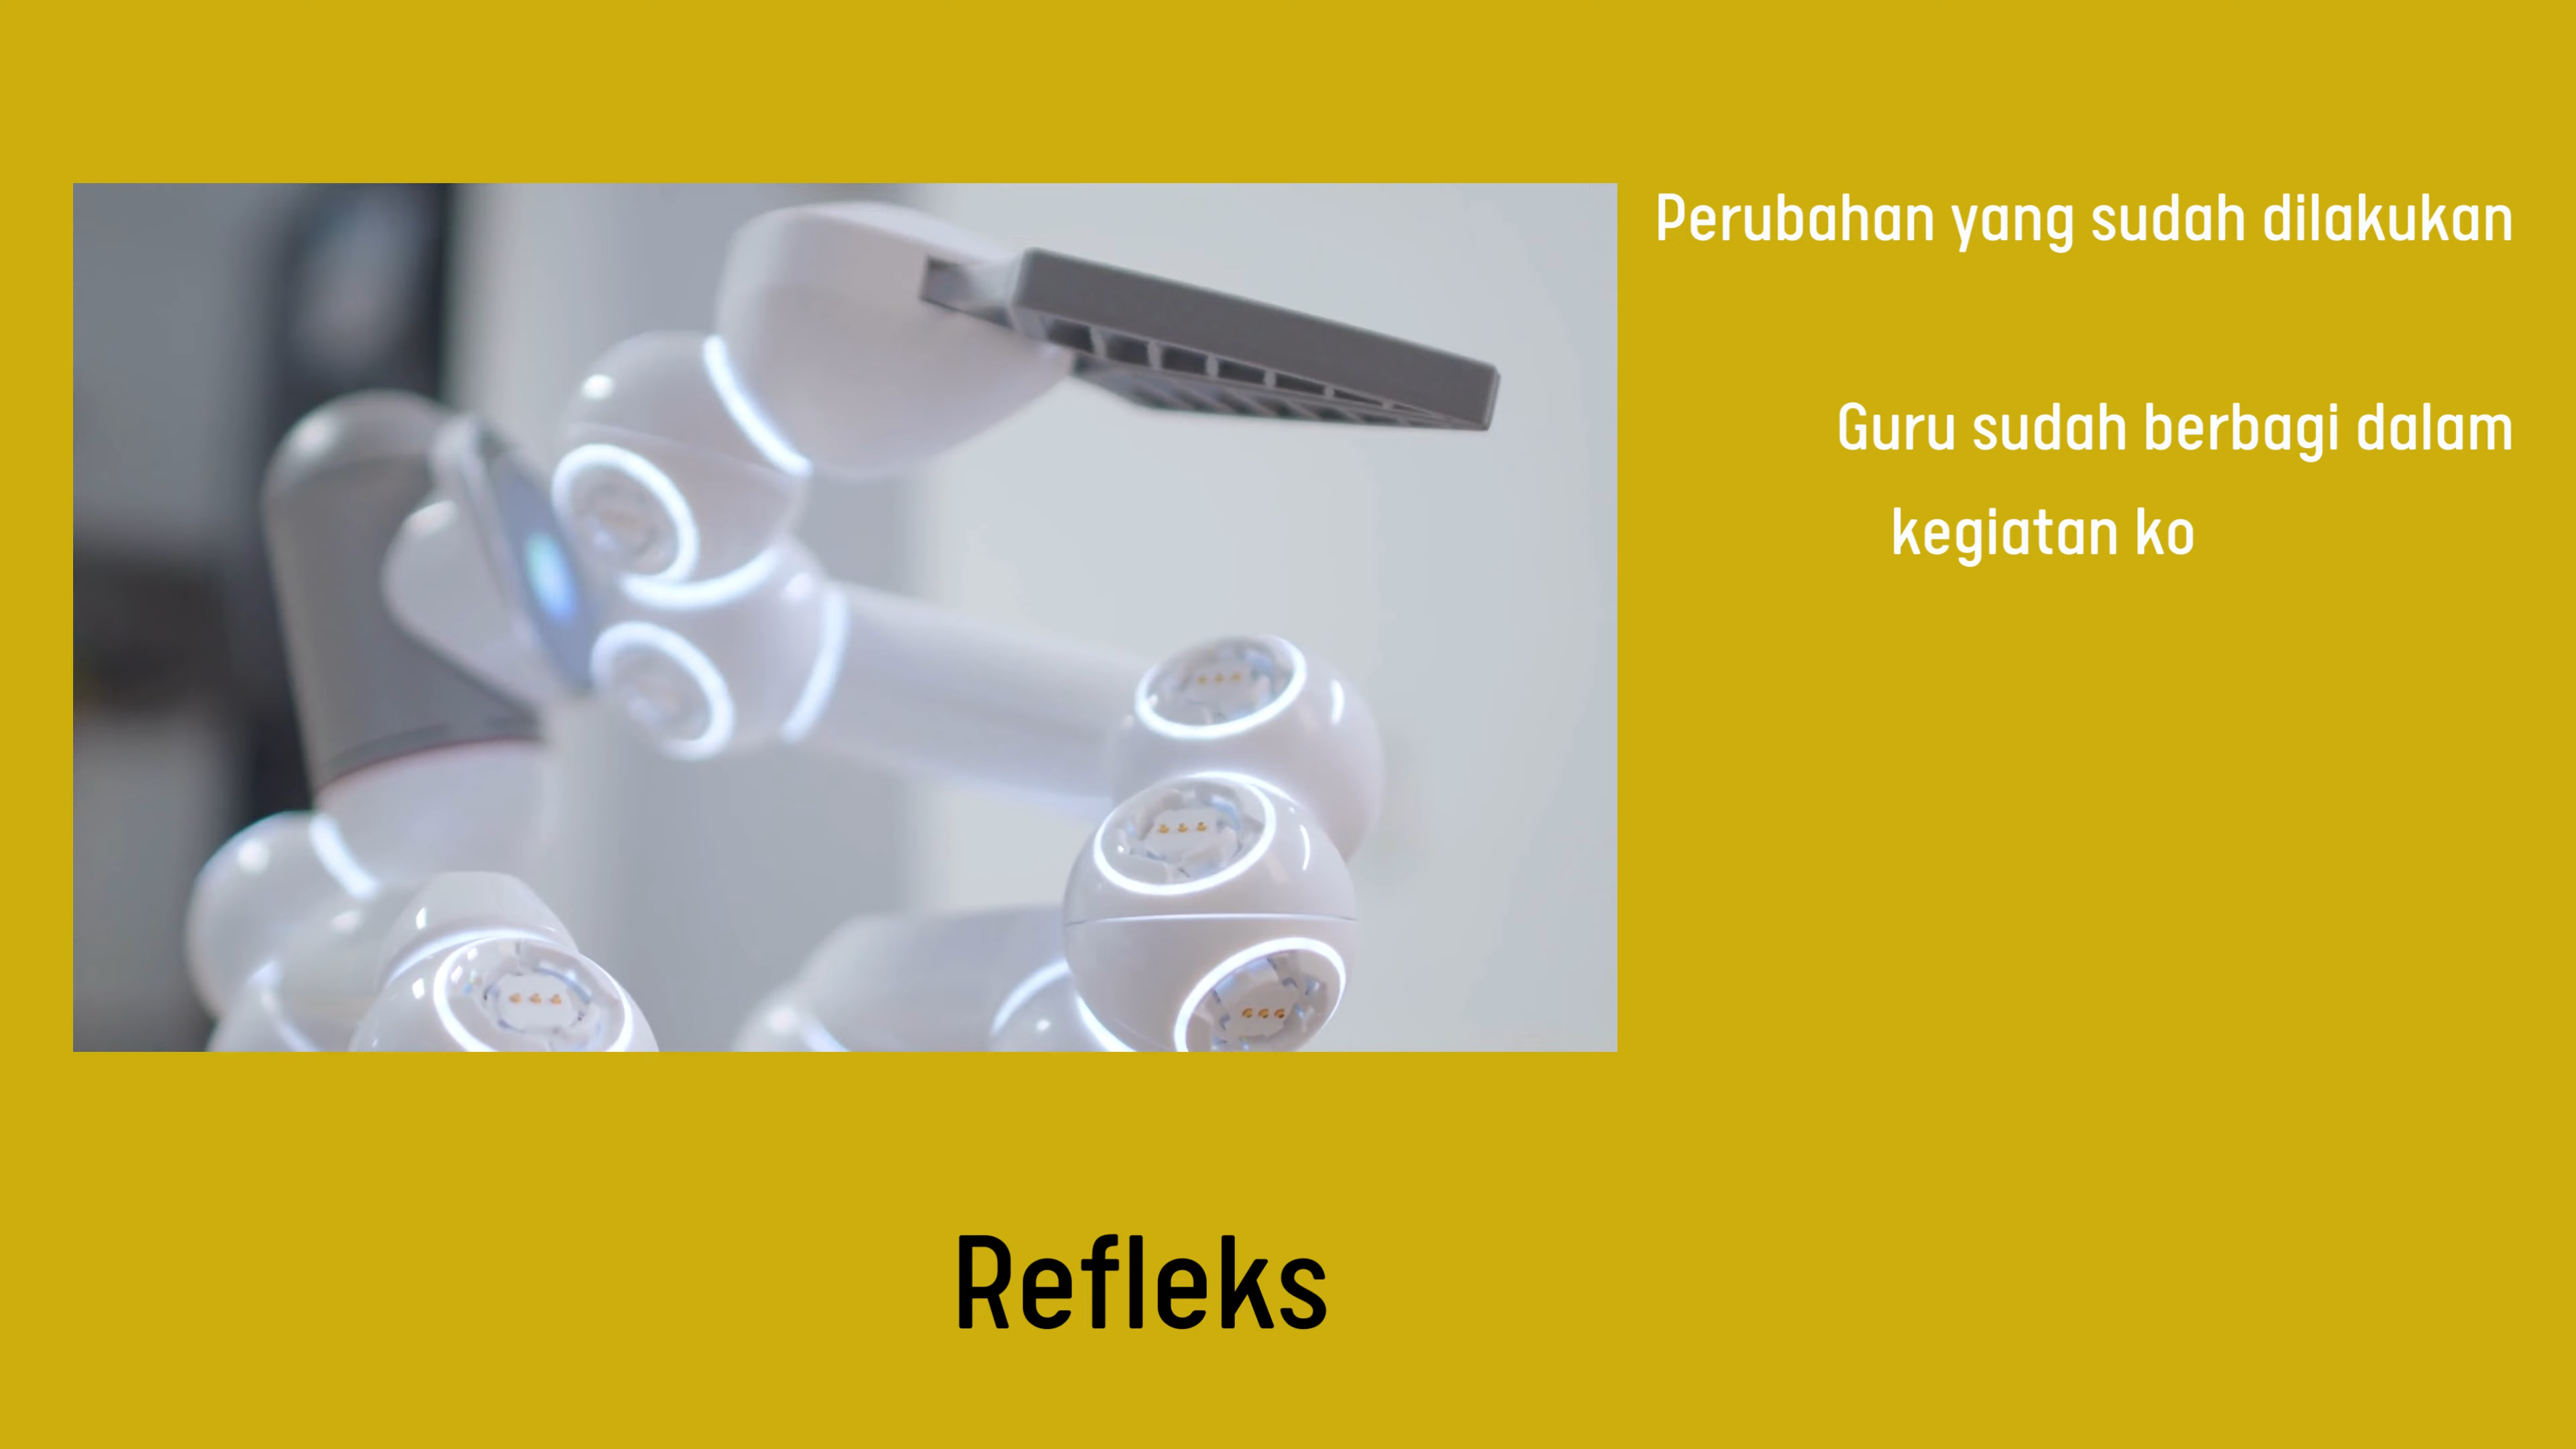 Perubahan yang sudah dilakukan
Guru sudah berbagi dalam
kegiatan ko
Refleks